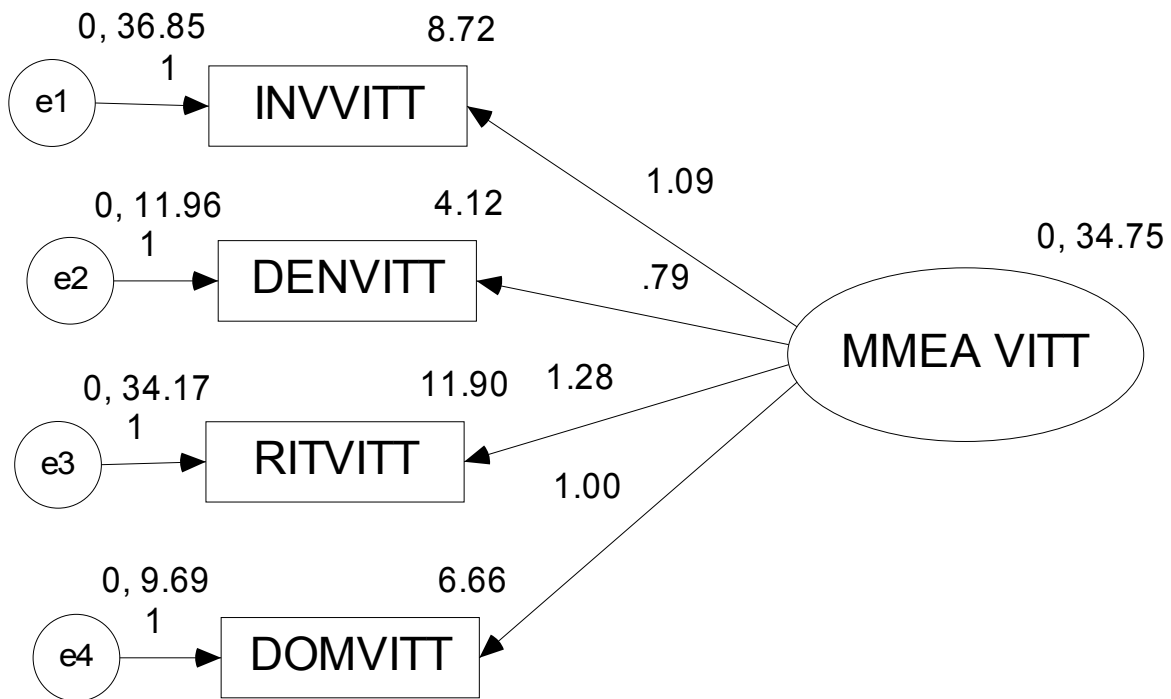 0, 36.85
8.72
1
e1
INVVITT
1.09
0, 11.96
4.12
1
0, 34.75
e2
DENVITT
.79
MMEA VITT
0, 34.17
11.90
1.28
1
e3
RITVITT
1.00
0, 9.69
6.66
1
e4
DOMVITT